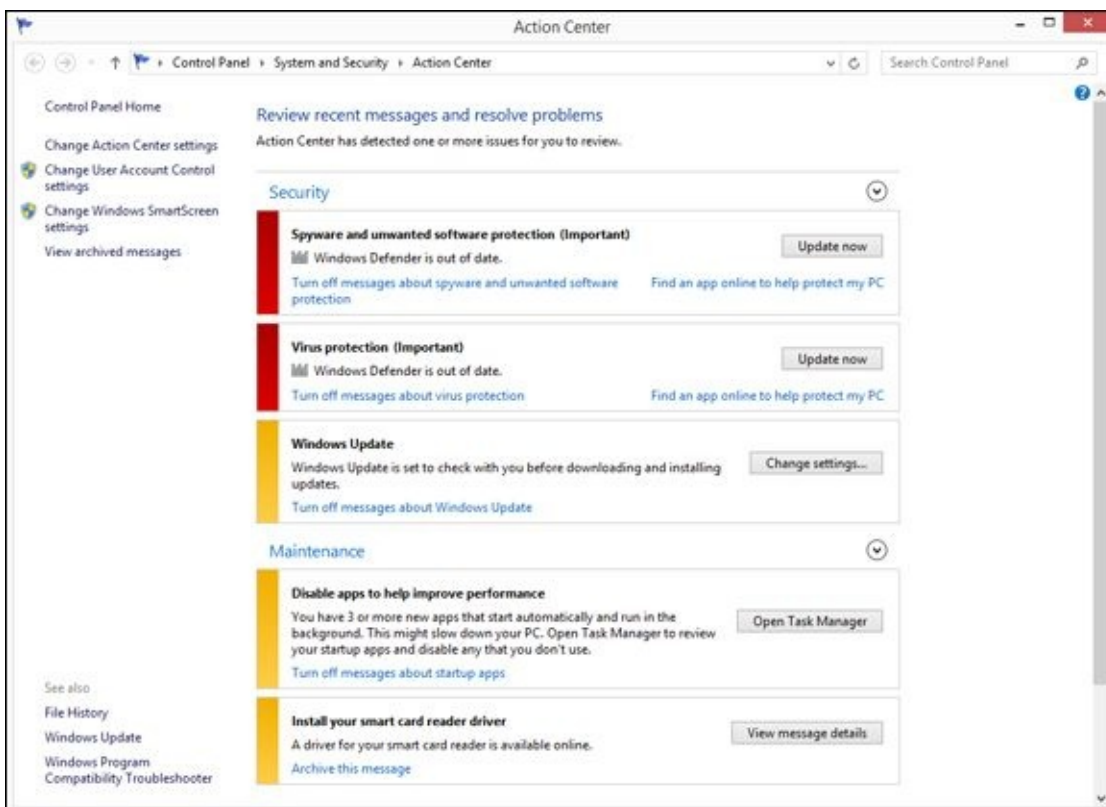 Action Center
Control Panel
System and Security
Action Center
Search Control Panel
Control Panel Home
Change Action Center settings
Change User Account Control
settings
Change Windows SmartScreen
settings
View archived messages
See also
File History
Windows Update
Windows Program
Compatibility Troubleshooter
Review recent messages and resolve problems
Action Center has detected one or more issues for you to review.
Security
Spyware and unwanted software protection (Important)
Windows Defender is out of date.
Update now
Turn off messages about spyware and unwanted software
protection
Find an app online to help protect my PC
Virus protection (Important)
Windows Defender is out of date.
Update now
Turn off messages about virus protection
Find an app online to help protect my PC
Windows Update
Windows Update is set to check with you before downloading and installing
updates.
Change settings...
Turn off messages about Windows Update
Maintenance
Disable apps to help improve performance
You have 3 or more new apps that start automatically and run in the
background. This might slow down your PC. Open Task Manager to review
your startup apps and disable any that you don't use.
Open Task Manager
Turn off messages about startup apps
Install your smart card reader driver
A driver for your smart card reader is available online.
View message details
Archive this message